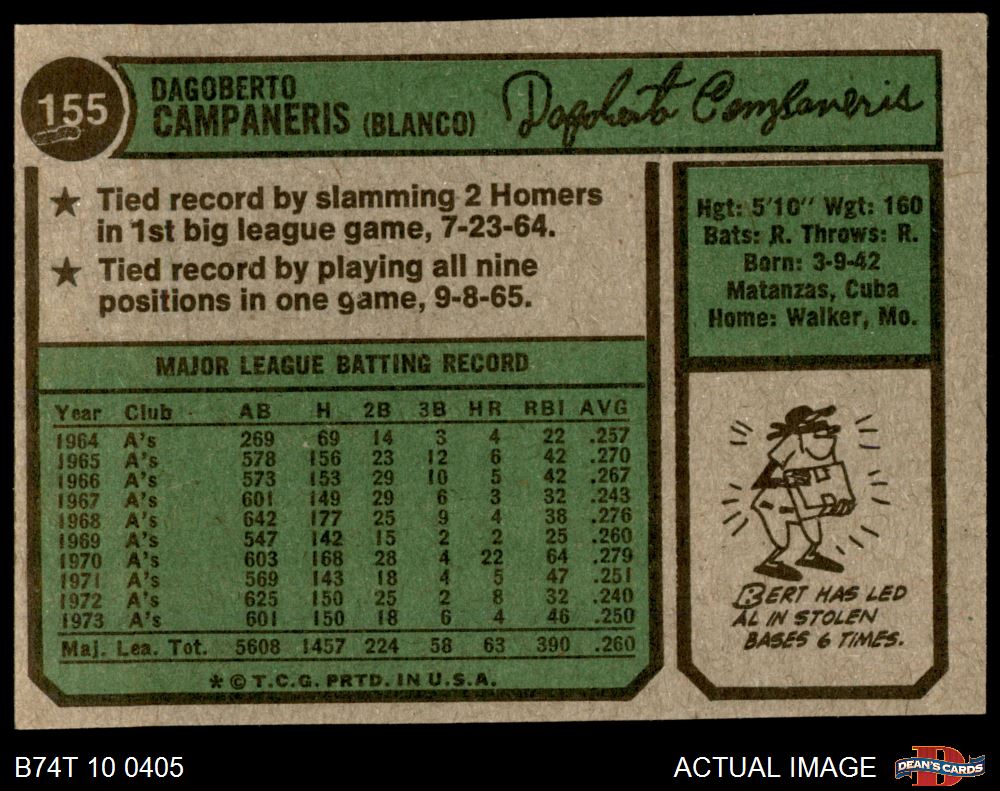 155
DAGOBERTO
CAMPANERIS (BLANCO)
Dagoberto Campaneris
★ Tied record by slamming 2 Homers
in 1st big league game, 7-23-64.
★ Tied record by playing all nine
positions in one game, 9-8-65.
Hgt: 5'10" Wgt: 160
Bats: R. Throws: R.
Born: 3-9-42
Matanzas, Cuba
Home: Walker, Mo.
MAJOR LEAGUE BATTING RECORD
Year Club AB H 2B 3B HR RBI AVG
1964 A's 269 69 14 3 4 22 .257
1965 A's 578 156 23 12 6 42 .270
1966 A's 573 153 29 10 5 42 .267
1967 A's 601 149 29 6 3 32 .243
1968 A's 642 177 25 9 4 38 .276
1969 A's 547 142 15 2 2 25 .260
1970 A's 603 168 28 4 22 64 .279
1971 A's 569 143 18 4 5 47 .251
1972 A's 625 150 25 2 8 32 .240
1973 A's 601 150 18 6 4 46 .250
Maj. Lea. Tot. 5608 1457 224 58 63 390 .260
* © T.C.G. PRTD. IN U.S.A.
BERT HAS LED
AL IN STOLEN
BASES 6 TIMES.
B74T 10 0405
ACTUAL IMAGE
DEAN'S CARDS